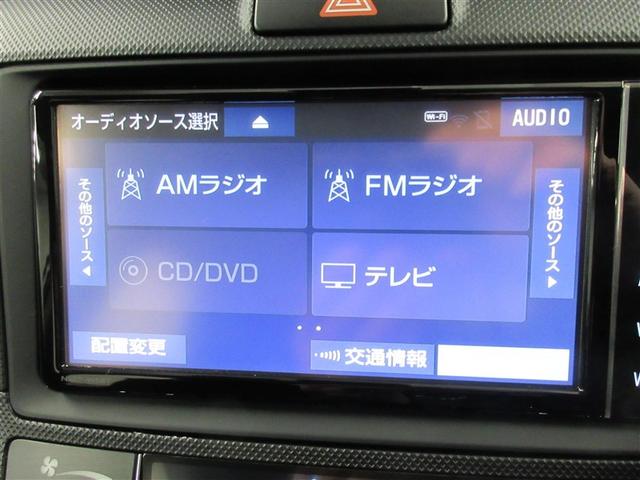 オーディオソース選択
Wi-Fi
AUDIO
AMラジオ
FMラジオ
その他のソース
その他のソース
CD/DVD
テレビ
配置変更
交通情報